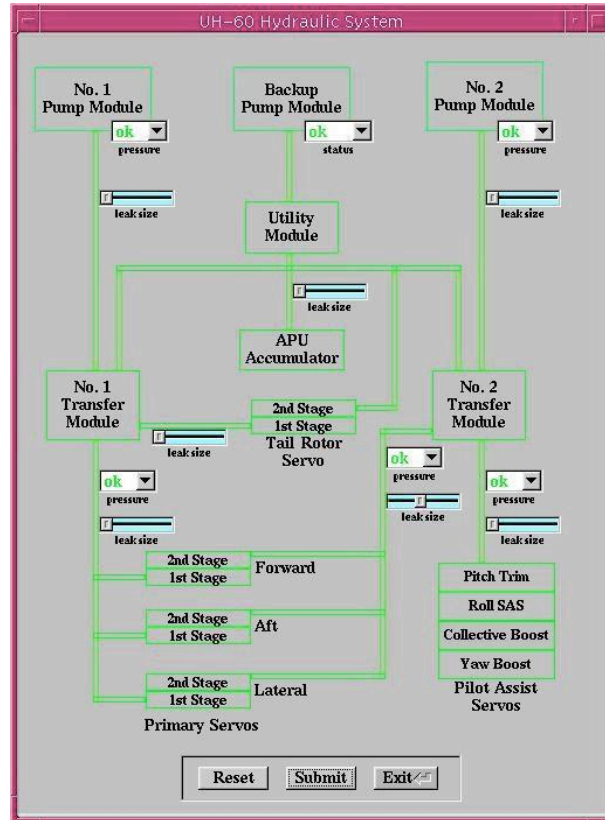 UH-60 Hydraulic System
No. 1
Pump Module
Backup
Pump Module
No. 2
Pump Module
ok
pressure
ok
status
ok
pressure
leak size
leak size
Utility
Module
leak size
APU
Accumulator
No. 1
Transfer
Module
2nd Stage
1st Stage
Tail Rotor
Servo
leak size
No. 2
Transfer
Module
ok
pressure
leak size
ok
pressure
leak size
ok
pressure
leak size
2nd Stage
1st Stage
Forward
2nd Stage
1st Stage
Aft
2nd Stage
1st Stage
Lateral
Primary Servos
Pitch Trim
Roll SAS
Collective Boost
Yaw Boost
Pilot Assist
Servos
Reset
Submit
Exit